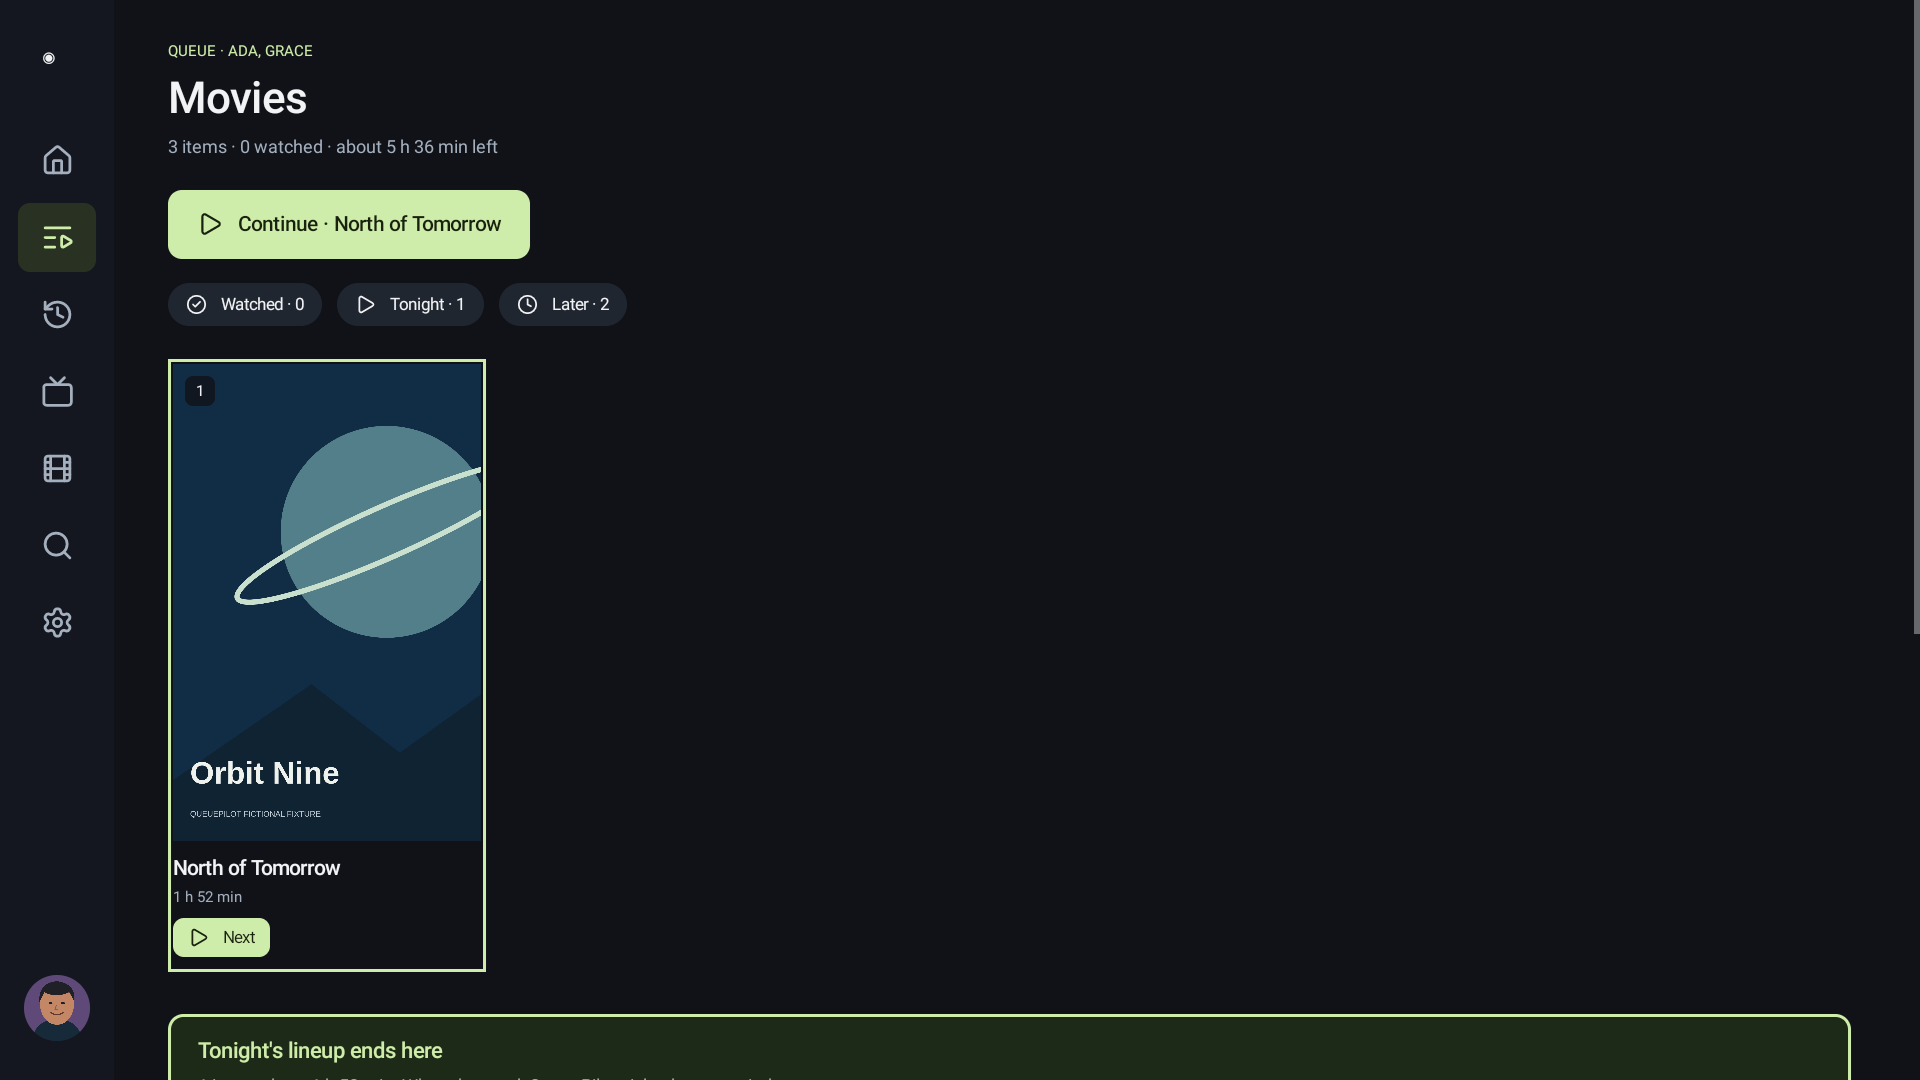 QUEUE · ADA, GRACE
Movies
3 items · 0 watched · about 5 h 36 min left
Continue · North of Tomorrow
Watched · 0
Tonight · 1
Later · 2
1
Orbit Nine
QUEUEPILOT FICTIONAL FIXTURE
North of Tomorrow
1 h 52 min
Next
Tonight's lineup ends here